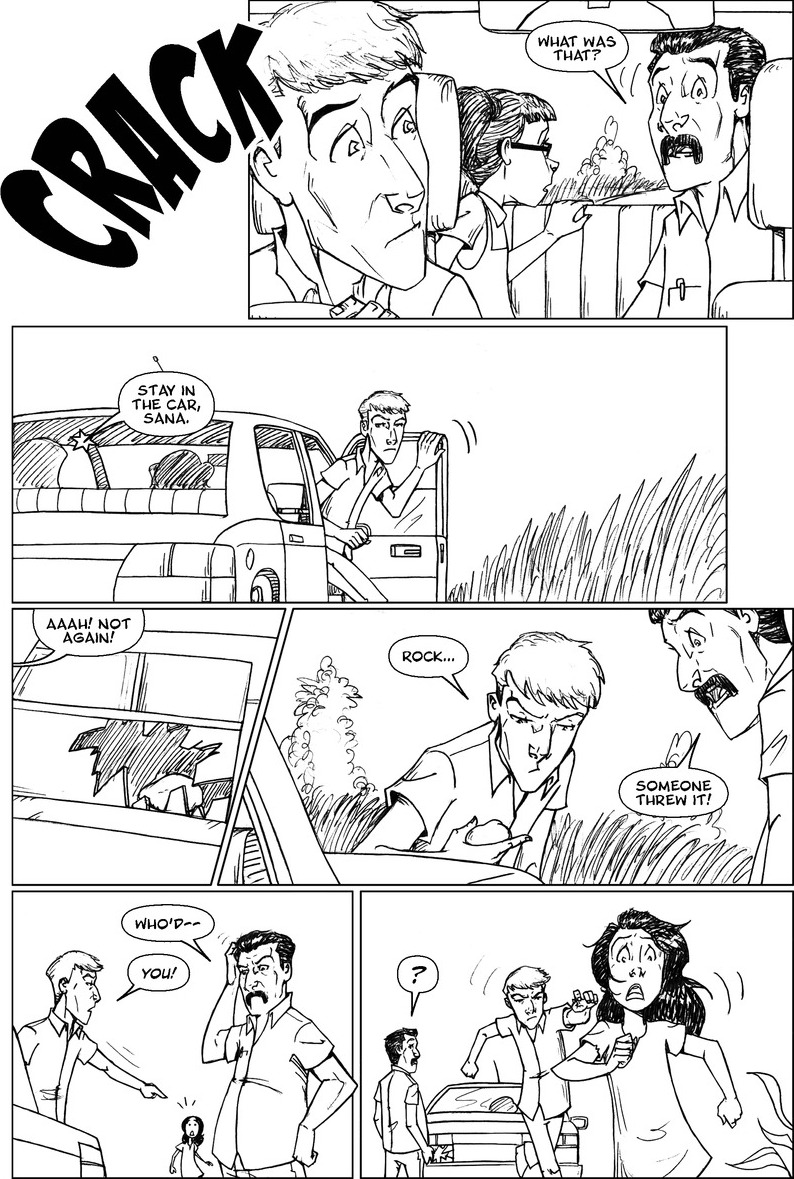 CRACK
WHAT WAS
THAT?
STAY IN
THE CAR,
SANA.
AAAH! NOT
AGAIN!
ROCK...
SOMEONE
THREW IT!
WHO'D--
YOU!
?